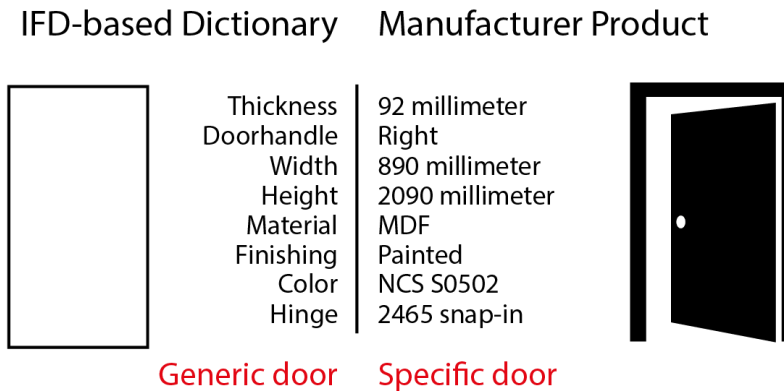 IFD-based Dictionary Manufacturer Product
Thickness 92 millimeter
Doorhandle Right
Width 890 millimeter
Height 2090 millimeter
Material MDF
Finishing Painted
Color NCS S0502
Hinge 2465 snap-in
Generic door Specific door